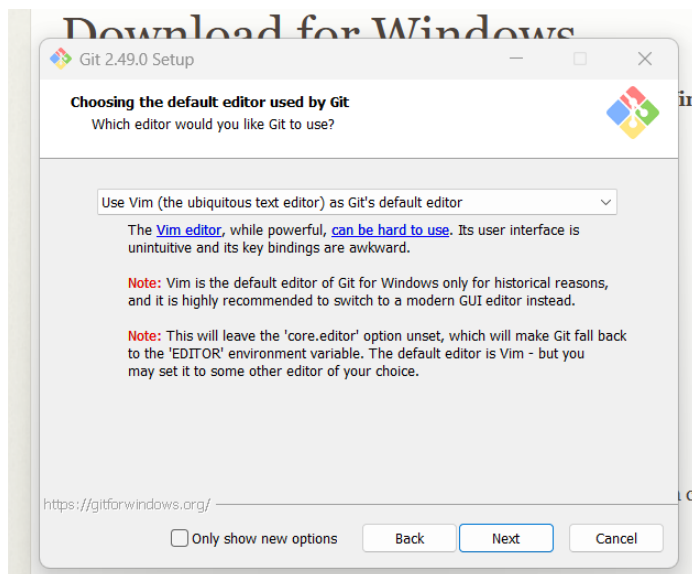 Download for Windows
Git 2.49.0 Setup
Choosing the default editor used by Git
Which editor would you like Git to use?
Use Vim (the ubiquitous text editor) as Git's default editor
The Vim editor, while powerful, can be hard to use. Its user interface is
unintuitive and its key bindings are awkward.
Note: Vim is the default editor of Git for Windows only for historical reasons,
and it is highly recommended to switch to a modern GUI editor instead.
Note: This will leave the 'core.editor' option unset, which will make Git fall back
to the 'EDITOR' environment variable. The default editor is Vim - but you
may set it to some other editor of your choice.
https://gitforwindows.org/
Only show new options
Back
Next
Cancel